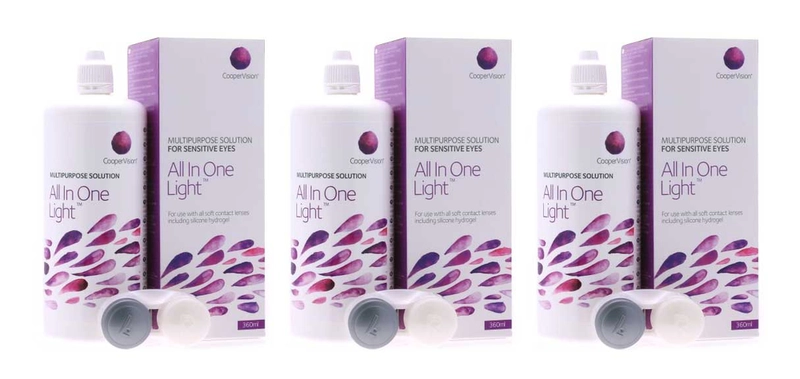 CooperVision®
MULTIPURPOSE SOLUTION
FOR SENSITIVE EYES
All In One
Light™
For use with all soft contact lenses
including silicone hydrogel
360ml
CooperVision®
MULTIPURPOSE SOLUTION
All In One
Light™
CooperVision®
MULTIPURPOSE SOLUTION
FOR SENSITIVE EYES
All In One
Light™
For use with all soft contact lenses
including silicone hydrogel
360ml
CooperVision®
MULTIPURPOSE SOLUTION
All In One
Light™
CooperVision®
MULTIPURPOSE SOLUTION
FOR SENSITIVE EYES
All In One
Light™
For use with all soft contact lenses
including silicone hydrogel
360ml
CooperVision®
MULTIPURPOSE SOLUTION
All In One
Light™